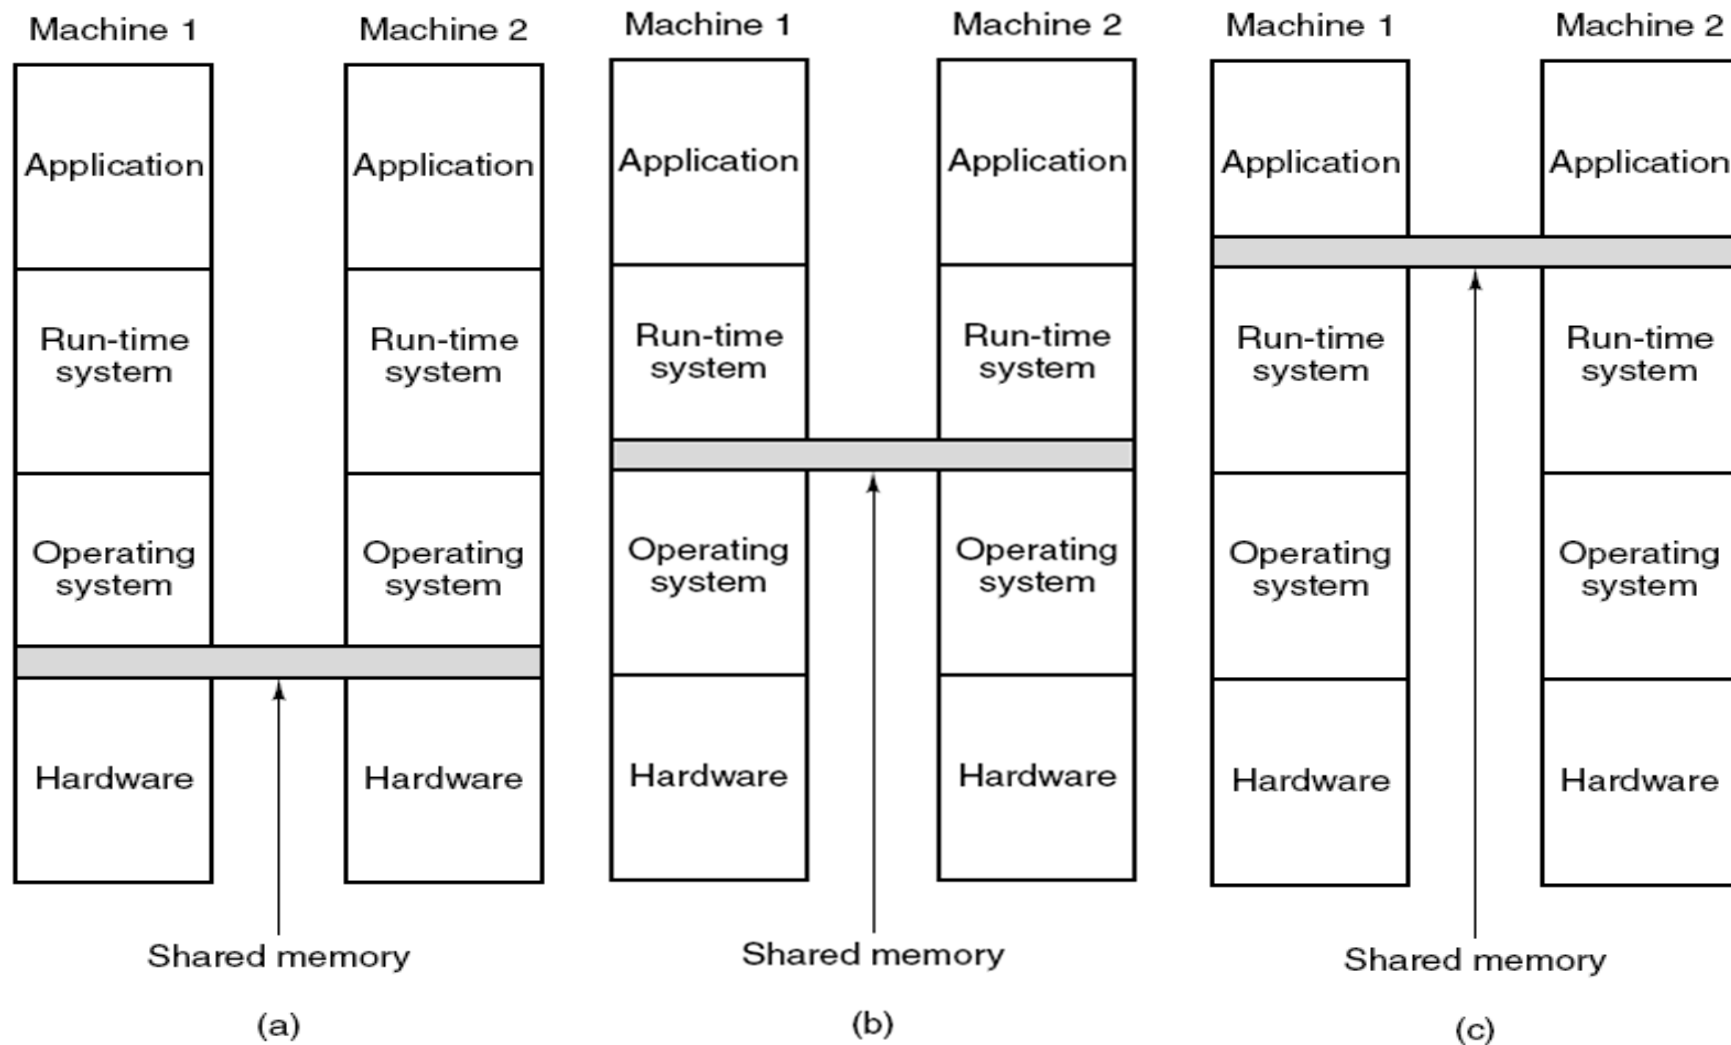 Machine 1
Machine 2
Application
Application
Run-time
system
Run-time
system
Operating
system
Operating
system
Hardware
Hardware
Shared memory
(a)
Machine 1
Machine 2
Application
Application
Run-time
system
Run-time
system
Operating
system
Operating
system
Hardware
Hardware
Shared memory
(b)
Machine 1
Machine 2
Application
Application
Run-time
system
Run-time
system
Operating
system
Operating
system
Hardware
Hardware
Shared memory
(c)